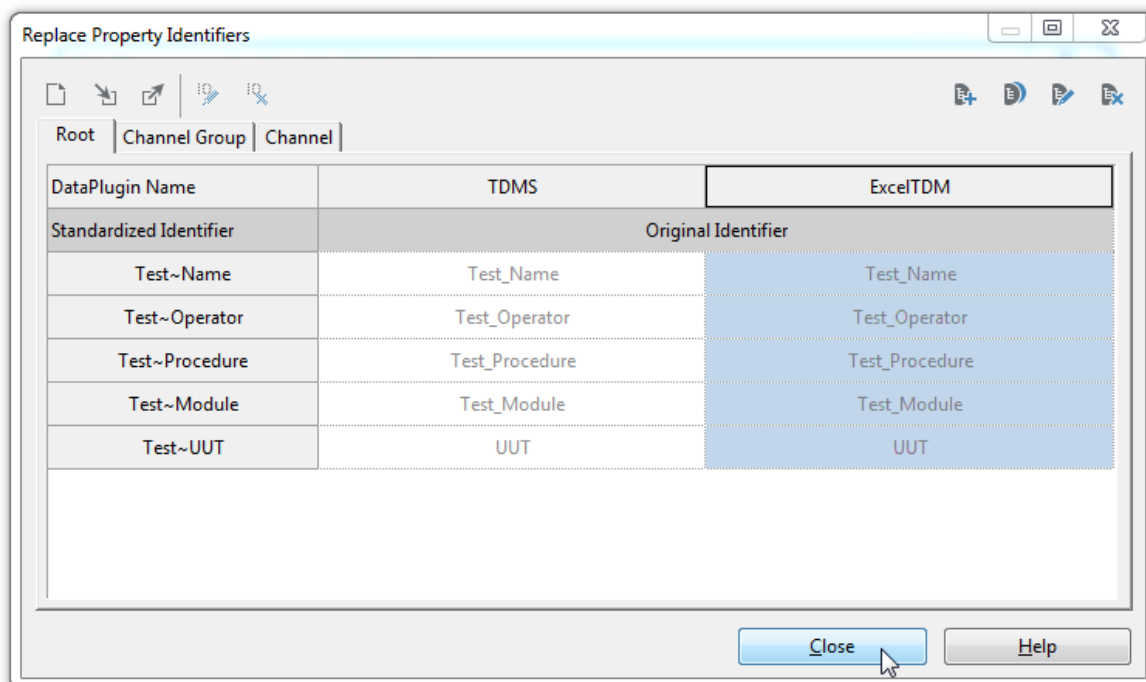 Replace Property Identifiers
Root Channel Group Channel
DataPlugin Name TDMS ExcelTDM
Standardized Identifier Original Identifier
Test~Name Test_Name Test_Name
Test~Operator Test_Operator Test_Operator
Test~Procedure Test_Procedure Test_Procedure
Test~Module Test_Module Test_Module
Test~UUT UUT UUT
Close Help